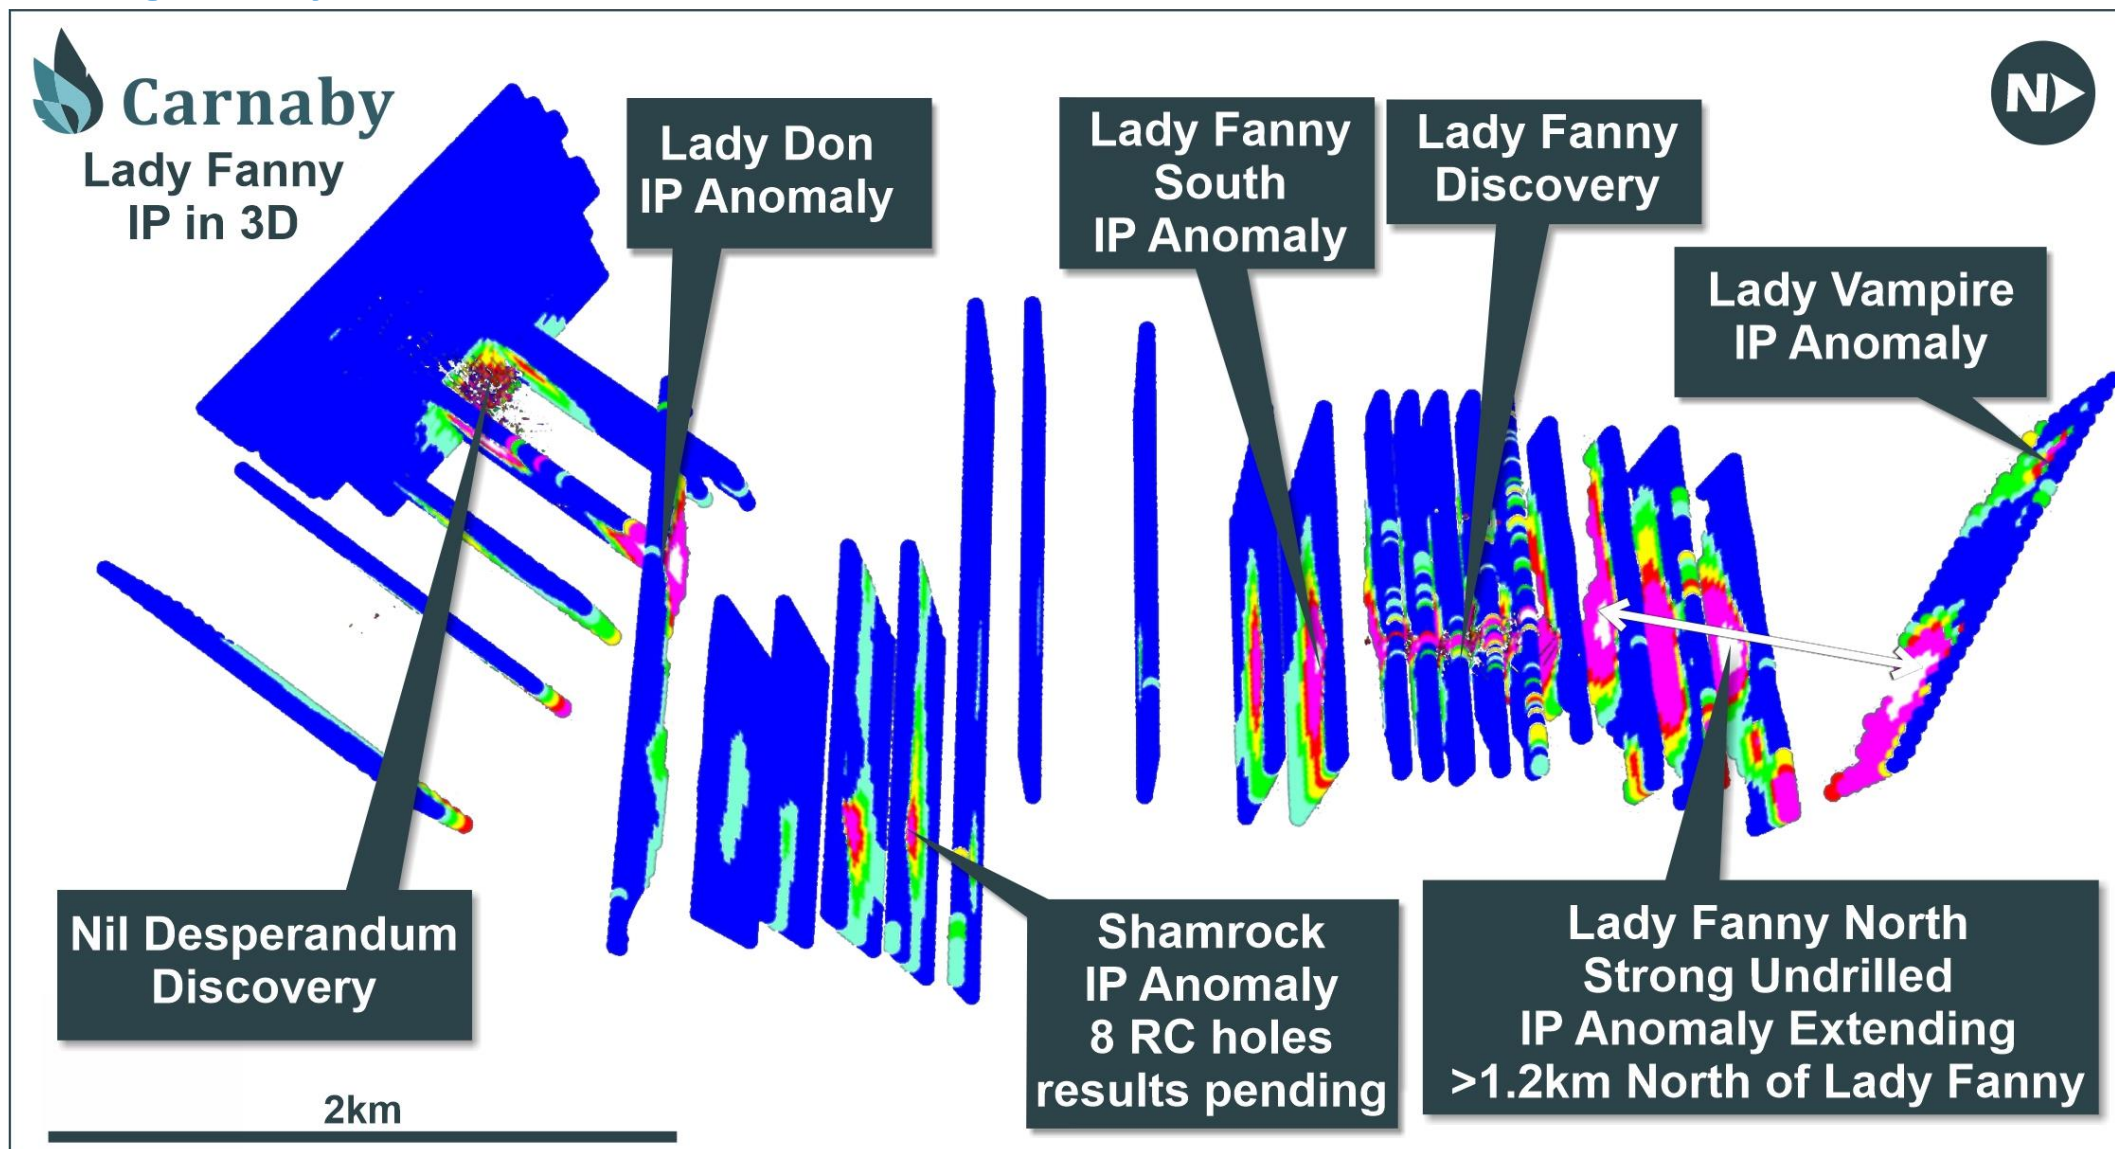 Carnaby
Lady Fanny
IP in 3D
Lady Don
IP Anomaly
Lady Fanny
South
IP Anomaly
Lady Fanny
Discovery
N
Lady Vampire
IP Anomaly
Nil Desperandum
Discovery
Shamrock
IP Anomaly
8 RC holes
results pending
Lady Fanny North
Strong Undrilled
IP Anomaly Extending
>1.2km North of Lady Fanny
2km